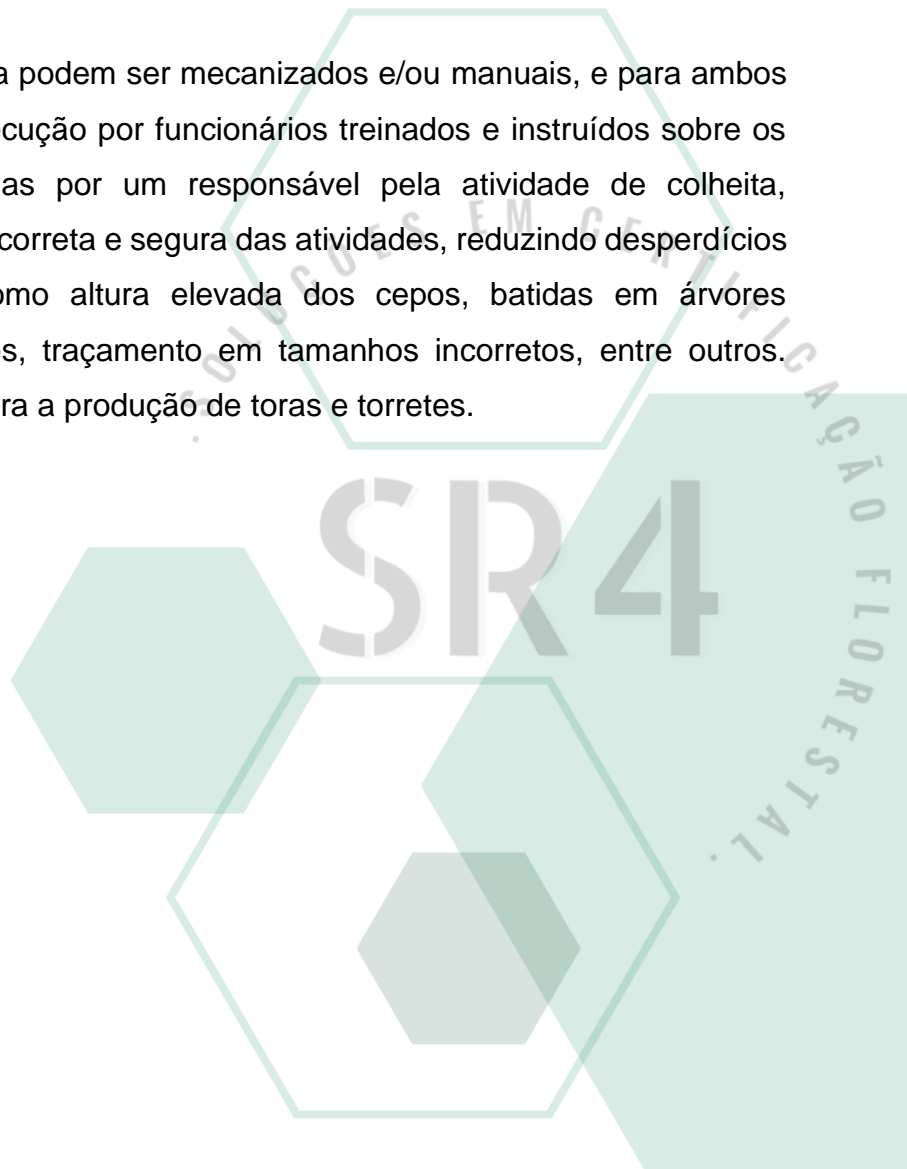 a podem ser mecanizados e/ou manuais, e para ambos
ecução por funcionários treinados e instruídos sobre os
as por um responsável pela atividade de colheita,
correta e segura das atividades, reduzindo desperdícios
omo altura elevada dos cepos, batidas em árvores
s, traçamento em tamanhos incorretos, entre outros.
ra a produção de toras e torretes.
. SOLUÇÕES EM CERTIFICAÇÃO FLORESTAL .
SR4